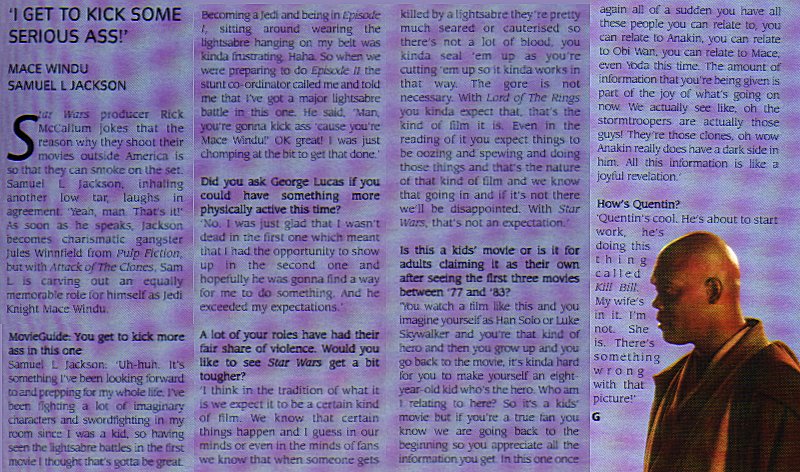 'I GET TO KICK SOME
SERIOUS ASS!'
MACE WINDU
SAMUEL L JACKSON
Star Wars producer Rick
McCallum jokes that the
reason why they shoot their
movies outside America is
so that they can smoke on the set.
Samuel L Jackson, inhaling
another low tar, laughs in
agreement. 'Yeah, man. That's it!'
As soon as he speaks, Jackson
becomes charismatic gangster
Jules Winnfield from Pulp Fiction,
but with Attack of The Clones, Sam
L is carving out an equally
memorable role for himself as Jedi
Knight Mace Windu.
MovieGuide: You get to kick more
ass in this one
Samuel L Jackson: 'Uh-huh. It's
something I've been looking forward
to and prepping for my whole life. I've
been fighting a lot of imaginary
characters and swordfighting in my
room since I was a kid, so having
seen the lightsabre battles in the first
movie I thought that's gotta be great.
Becoming a Jedi and being in Episode
I, sitting around wearing the
lightsabre hanging on my belt was
kinda frustrating. Haha. So when we
were preparing to do Episode II the
stunt co-ordinator called me and told
me that I've got a major lightsabre
battle in this one. He said, 'Man,
you're gonna kick ass 'cause you're
Mace Windu!' OK great! I was just
chomping at the bit to get that done.'
Did you ask George Lucas if you
could have something more
physically active this time?
'No. I was just glad that I wasn't
dead in the first one which meant
that I had the opportunity to show
up in the second one and
hopefully he was gonna find a way
for me to do something. And he
exceeded my expectations.'
A lot of your roles have had their
fair share of violence. Would you
like to see Star Wars get a bit
tougher?
'I think in the tradition of what it
is we expect it to be a certain kind
of film. We know that certain
things happen and I guess in our
minds or even in the minds of fans
we know that when someone gets
killed by a lightsabre they're pretty
much seared or cauterised so
there's not a lot of blood, you
kinda seal 'em up as you're
cutting 'em up so it kinda works in
that way. The gore is not
necessary. With Lord of The Rings
you kinda expect that, that's the
kind of film it is. Even in the
reading of it you expect things to
be oozing and spewing and doing
those things and that's the nature
of that kind of film and we know
that going in and if it's not there
we'll be disappointed. With Star
Wars, that's not an expectation.'
Is this a kids' movie or is it for
adults claiming it as their own
after seeing the first three movies
between '77 and '83?
'You watch a film like this and you
imagine yourself as Han Solo or Luke
Skywalker and you're that kind of
hero and then you grow up and you
go back to the movie, it's kinda hard
for you to make yourself an eight-
year-old kid who's the hero. Who am
I relating to here? So it's a kids'
movie but if you're a true fan you
know we are going back to the
beginning so you appreciate all the
information you get. In this one once
again all of a sudden you have all
these people you can relate to, you
can relate to Anakin, you can relate
to Obi Wan, you can relate to Mace,
even Yoda this time. The amount of
information that you're being given is
part of the joy of what's going on
now. We actually see like, oh the
stormtroopers are actually those
guys! They're those clones, oh wow
Anakin really does have a dark side in
him. All this information is like a
joyful revelation.'
How's Quentin?
'Quentin's cool. He's about to start
work, he's
doing this
thing
called
Kill Bill.
My wife's
in it. I'm
not. She
is. There's
something
wrong
with that
picture!'
G